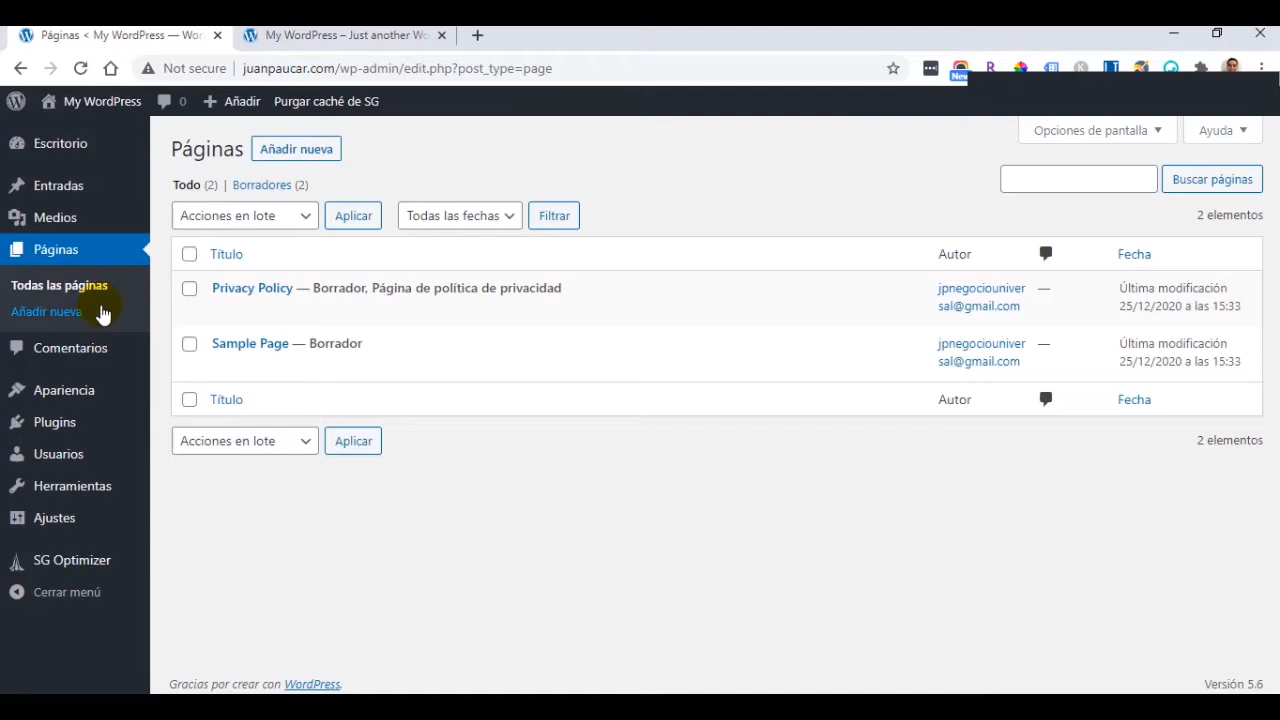 Páginas < My WordPress — Wor
My WordPress – Just another Wo
Not secure
juanpaucar.com/wp-admin/edit.php?post_type=page
New
My WordPress
0
Añadir
Purgar caché de SG
Escritorio
Entradas
Medios
Páginas
Todas las páginas
Añadir nueva
Comentarios
Apariencia
Plugins
Usuarios
Herramientas
Ajustes
SG Optimizer
Cerrar menú
Opciones de pantalla
Ayuda
Páginas
Añadir nueva
Todo (2) | Borradores (2)
Buscar páginas
Acciones en lote
Aplicar
Todas las fechas
Filtrar
2 elementos
Título
Autor
Fecha
Privacy Policy — Borrador, Página de política de privacidad
jpnegociouniver
sal@gmail.com
—
Última modificación
25/12/2020 a las 15:33
Sample Page — Borrador
jpnegociouniver
sal@gmail.com
—
Última modificación
25/12/2020 a las 15:33
Título
Autor
Fecha
Acciones en lote
Aplicar
2 elementos
Gracias por crear con WordPress.
Versión 5.6